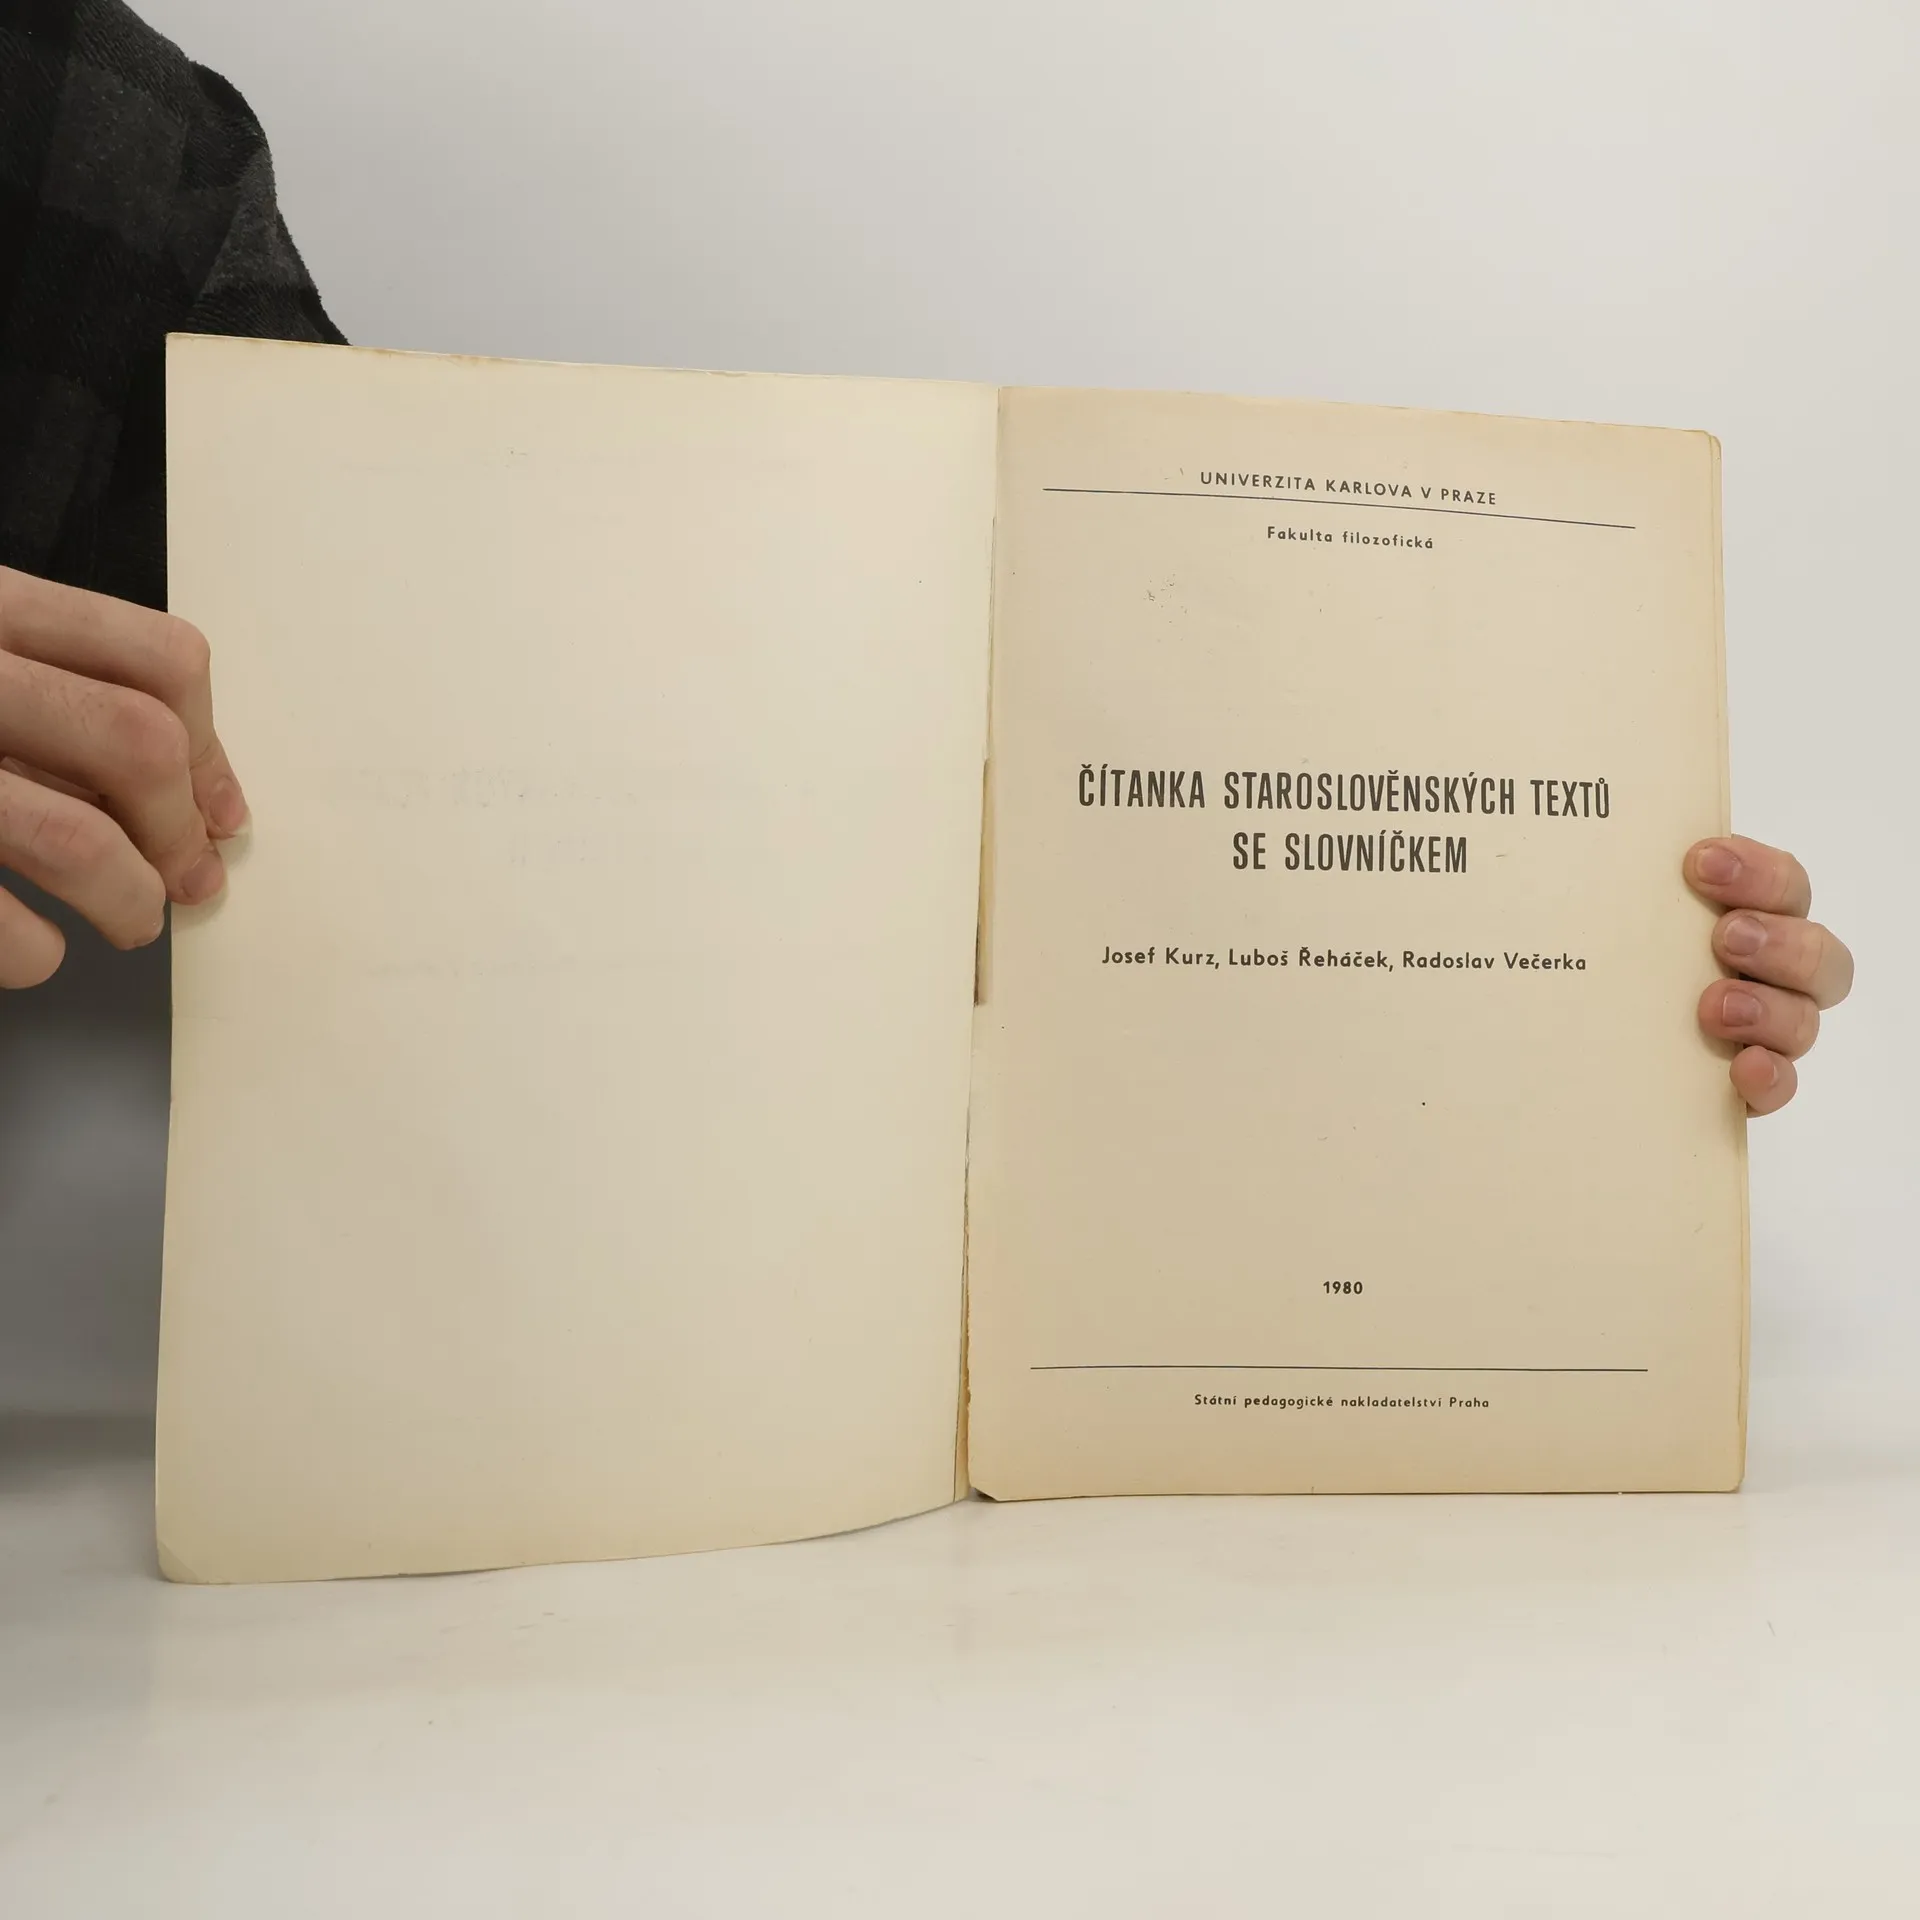 UNIVERZITA KARLOVA V PRAZE
Fakulta filozofická
ČÍTANKA STAROSLOVĚNSKÝCH TEXTŮ
SE SLOVNÍČKEM
Josef Kurz, Luboš Řeháček, Radoslav Večerka
1980
Státní pedagogické nakladatelství Praha